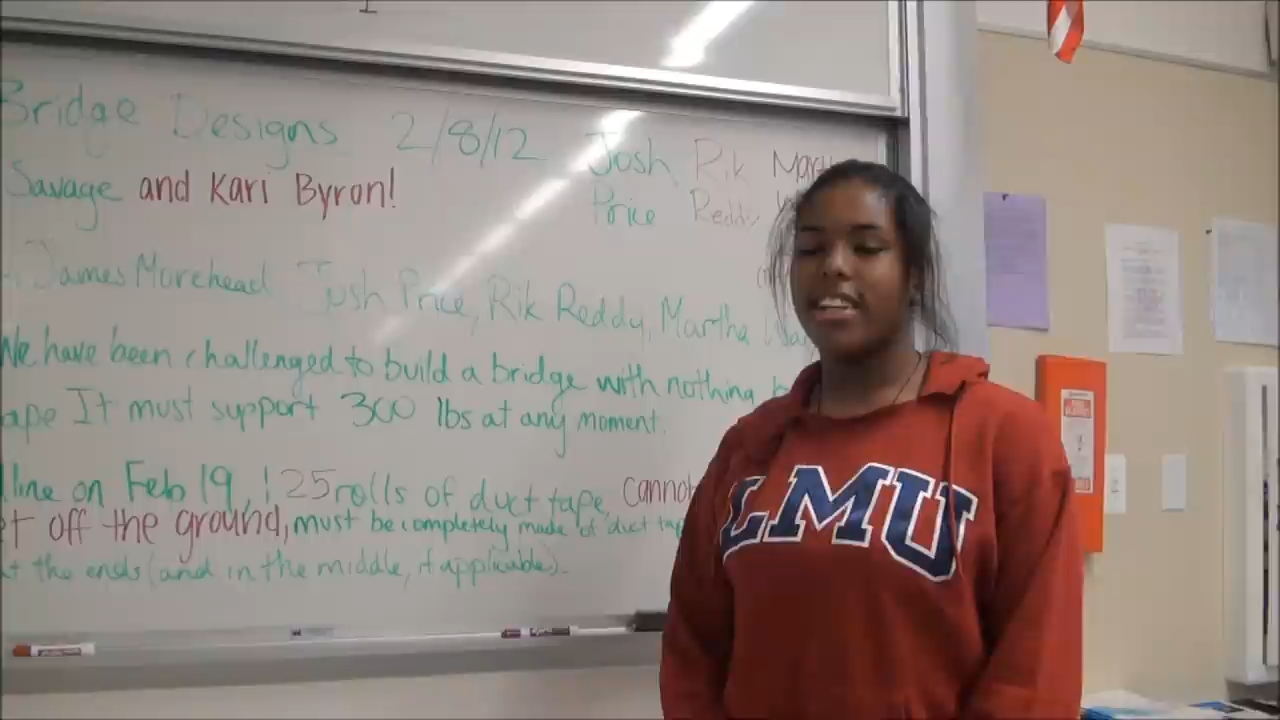 Bridge Designs 2/8/12
Savage and Kari Byron!
Josh Rik
Price Reddy
James Morehead Josh Price, Rik Reddy, Martha
We have been challenged to build a bridge with nothing
ape It must support 300 lbs at any moment.
line on Feb 19, 125 rolls of duct tape, cannot
off the ground, must be completely made of duct tap
the ends (and in the middle, if applicable).
LMU